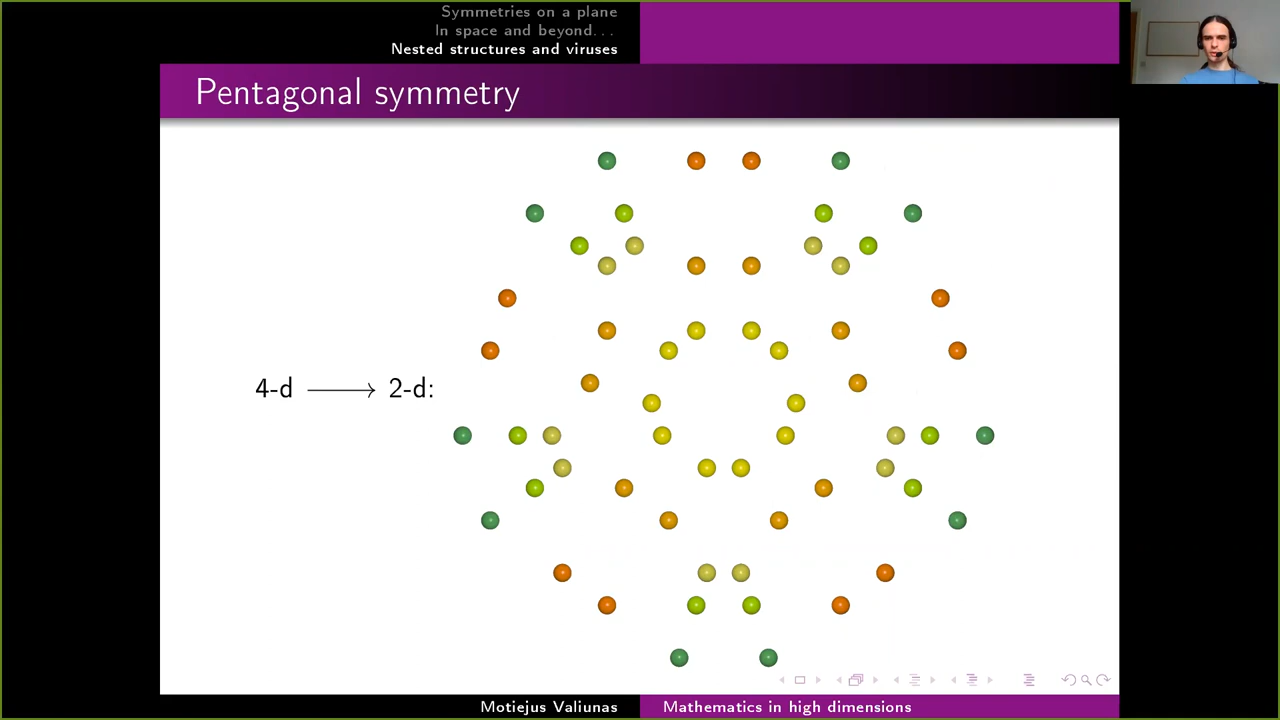 Symmetries on a plane
In space and beyond...
Nested structures and viruses
Pentagonal symmetry
4-d ⟶ 2-d:
Motiejus Valiunas
Mathematics in high dimensions